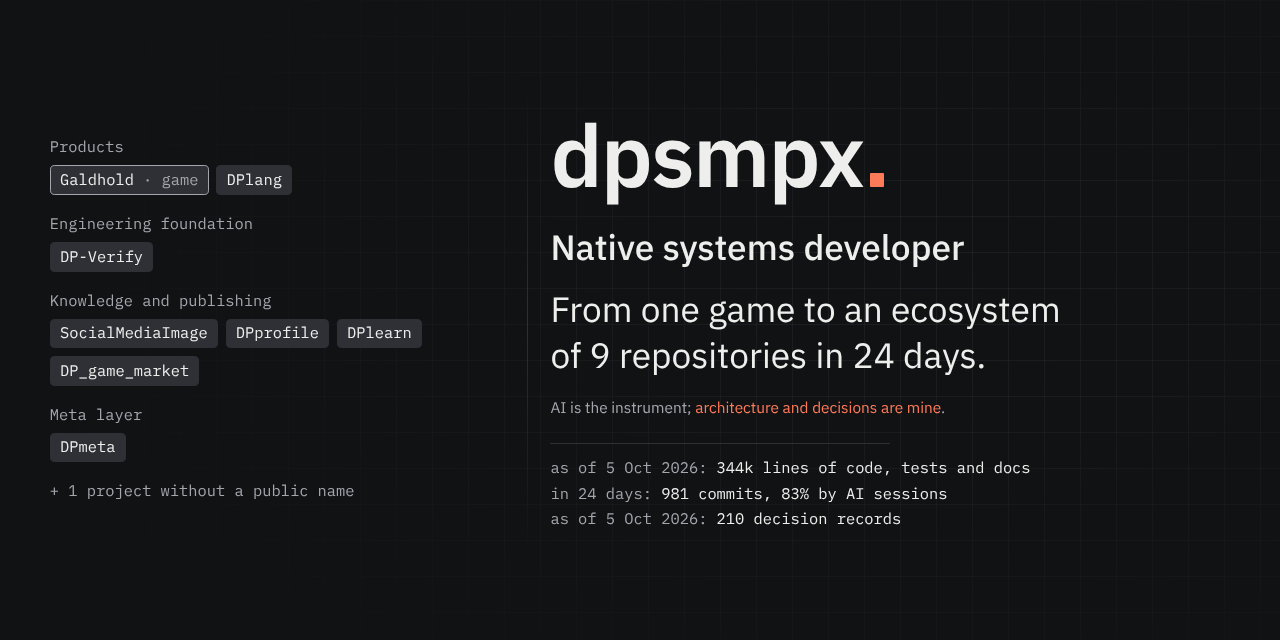 Products
Galdhold · game DPlang
Engineering foundation
DP-Verify
Knowledge and publishing
SocialMediaImage DPprofile DPlearn
DP_game_market
Meta layer
DPmeta
+ 1 project without a public name
dpsmpx.
Native systems developer
From one game to an ecosystem
of 9 repositories in 24 days.
AI is the instrument; architecture and decisions are mine.
as of 5 Oct 2026: 344k lines of code, tests and docs
in 24 days: 981 commits, 83% by AI sessions
as of 5 Oct 2026: 210 decision records